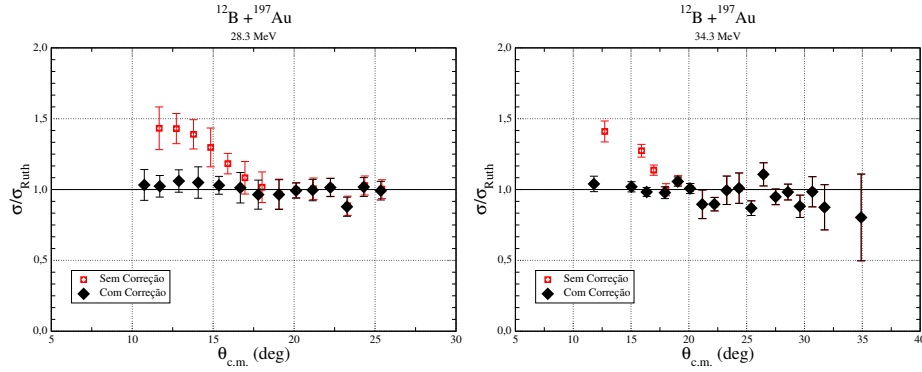 ¹²B + ¹⁹⁷Au
28.3 MeV
2,0
1,5
1,0
0,5
0,0
σ/σRuth
Sem Correção
Com Correção
5 10 15 20 25 30
θc.m. (deg)
¹²B + ¹⁹⁷Au
34.3 MeV
2,0
1,5
1,0
0,5
0,0
σ/σRuth
Sem Correção
Com Correção
5 10 15 20 25 30 35 40
θc.m. (deg)